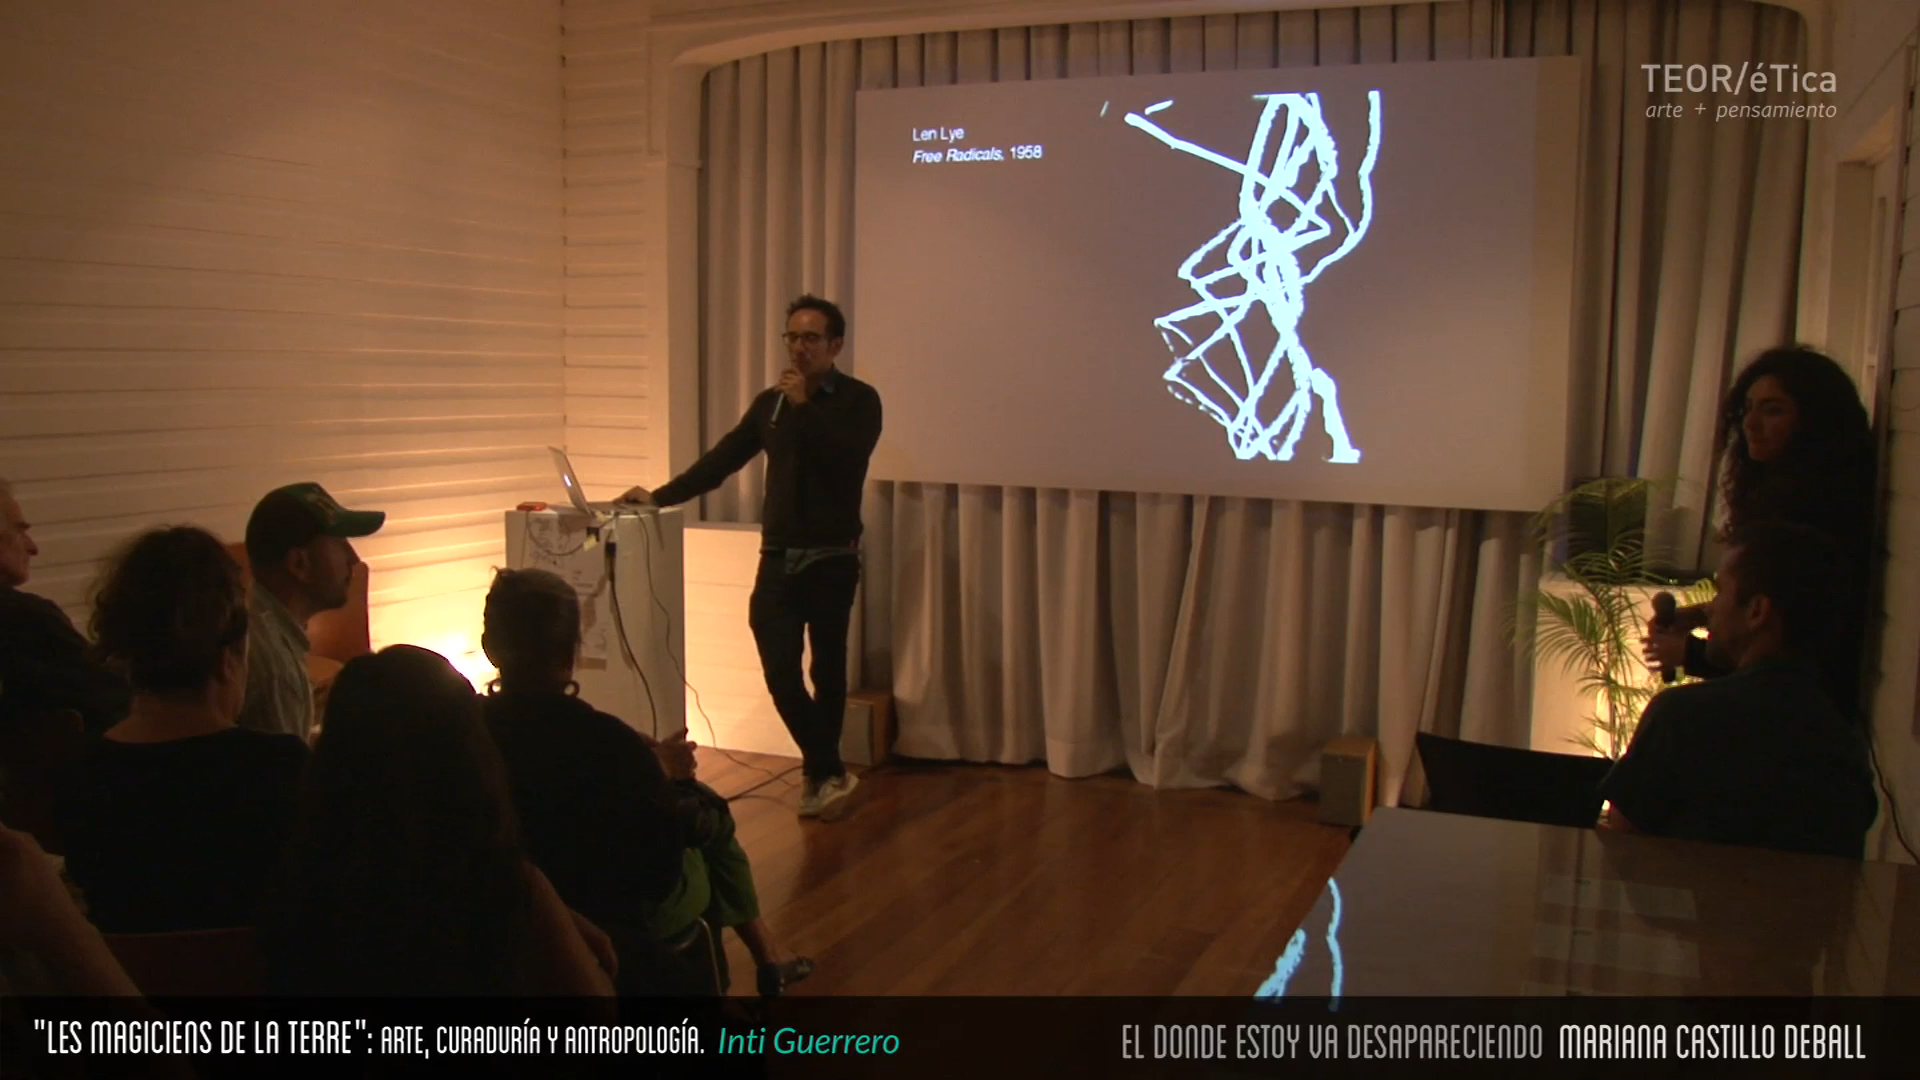 TEOR/éTica
arte + pensamiento
Len Lye
Free Radicals, 1958
"LES MAGICIENS DE LA TERRE": ARTE, CURADURÍA Y ANTROPOLOGÍA. Inti Guerrero
EL DONDE ESTOY VA DESAPARECIENDO MARIANA CASTILLO DEBALL